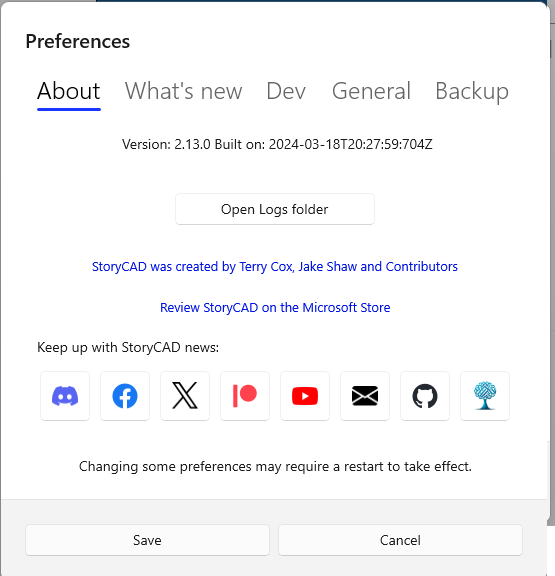 Preferences
About What's new Dev General Backup
Version: 2.13.0 Built on: 2024-03-18T20:27:59:704Z
Open Logs folder
StoryCAD was created by Terry Cox, Jake Shaw and Contributors
Review StoryCAD on the Microsoft Store
Keep up with StoryCAD news:
Changing some preferences may require a restart to take effect.
Save Cancel